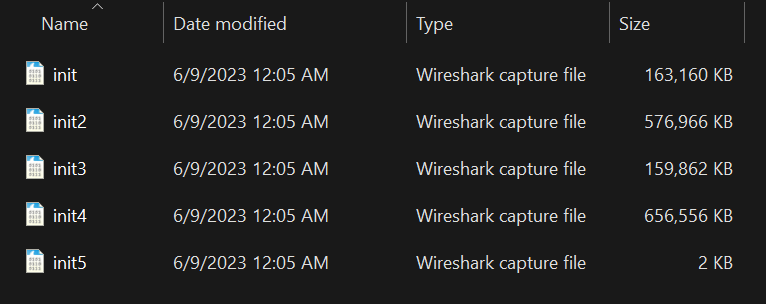 Name Date modified Type Size
init 6/9/2023 12:05 AM Wireshark capture file 163,160 KB
init2 6/9/2023 12:05 AM Wireshark capture file 576,966 KB
init3 6/9/2023 12:05 AM Wireshark capture file 159,862 KB
init4 6/9/2023 12:05 AM Wireshark capture file 656,556 KB
init5 6/9/2023 12:05 AM Wireshark capture file 2 KB